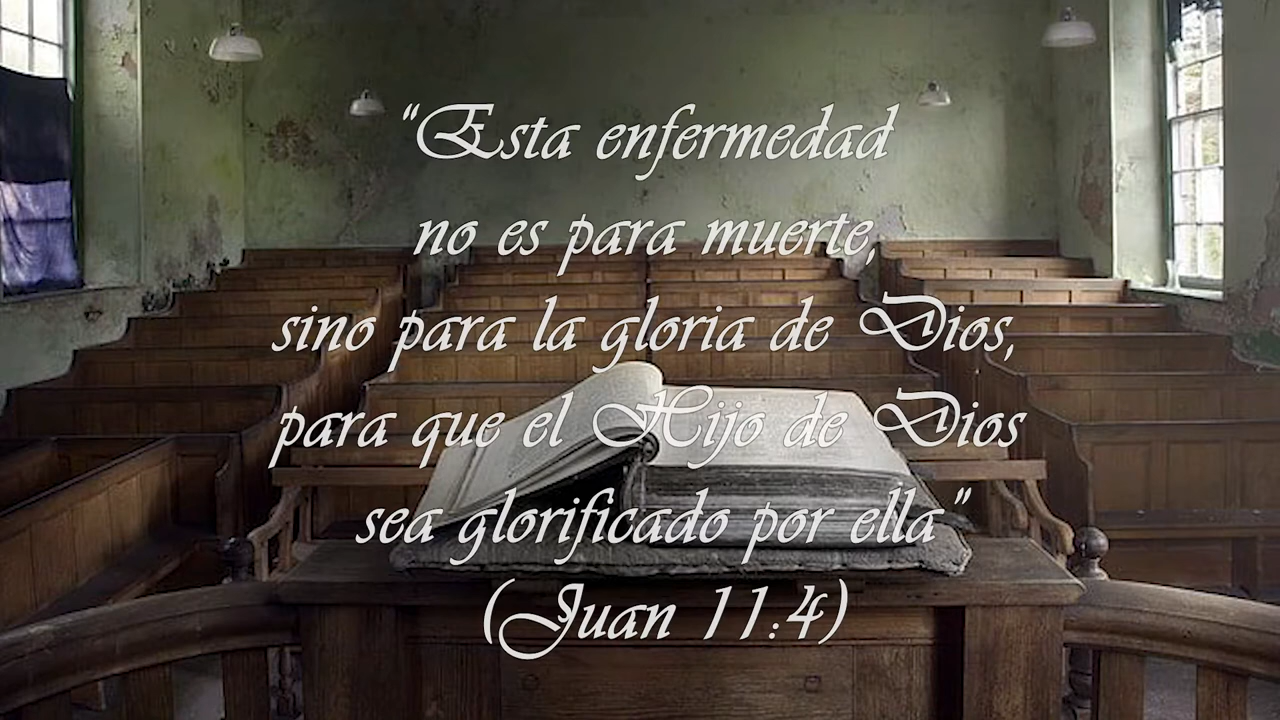 “Esta enfermedad
no es para muerte,
sino para la gloria de Dios,
para que el Hijo de Dios
sea glorificado por ella”
(Juan 11:4)